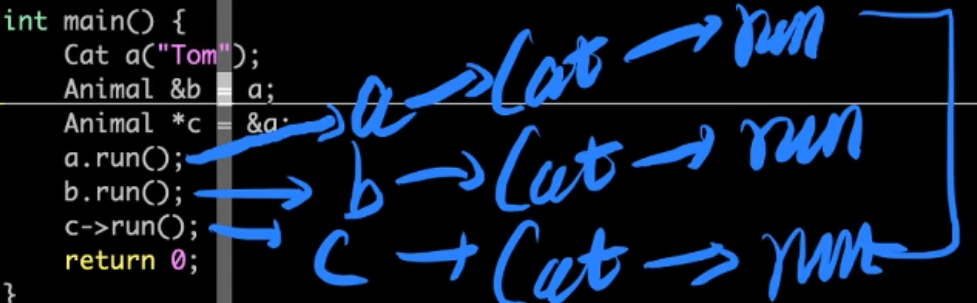 int main() {
Cat a("Tom");
Animal &b = a;
Animal *c = &a;
a.run();
b.run();
c->run();
return 0;
}
a → Cat → run
b → Cat → run
c → Cat → run